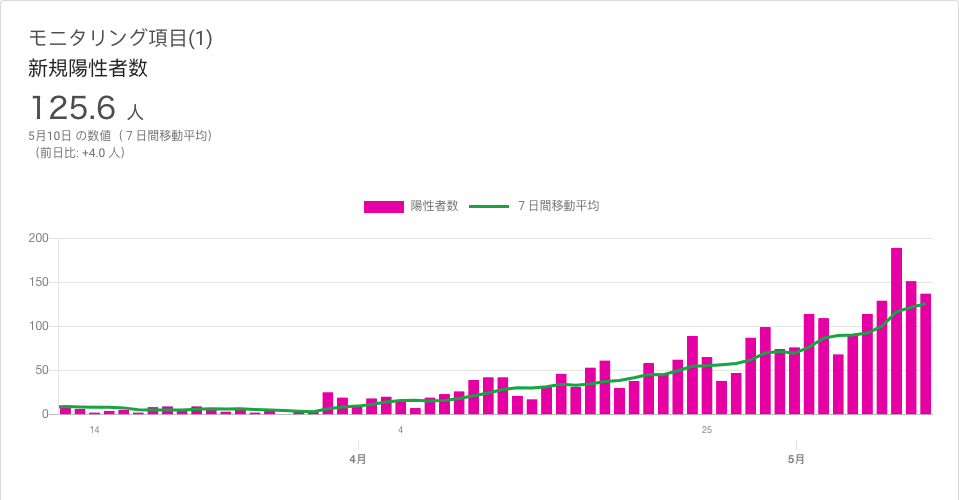 モニタリング項目(1)
新規陽性者数
125.6 人
5月10日 の数値（７日間移動平均）
（前日比: +4.0 人）
陽性者数 ７日間移動平均
200
150
100
50
0
14 4 25
4月 5月